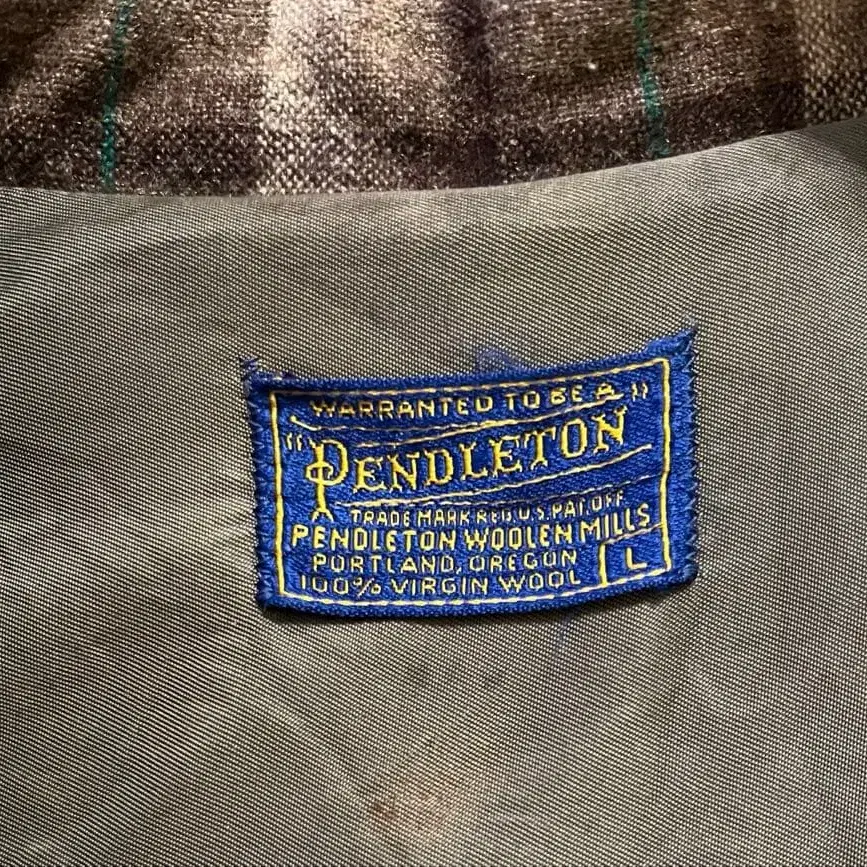 WARRANTED TO BE A
"PENDLETON"
TRADE MARK REG. U.S. PAT. OFF
PENDLETON WOOLEN MILLS
PORTLAND, OREGON
100% VIRGIN WOOL
L